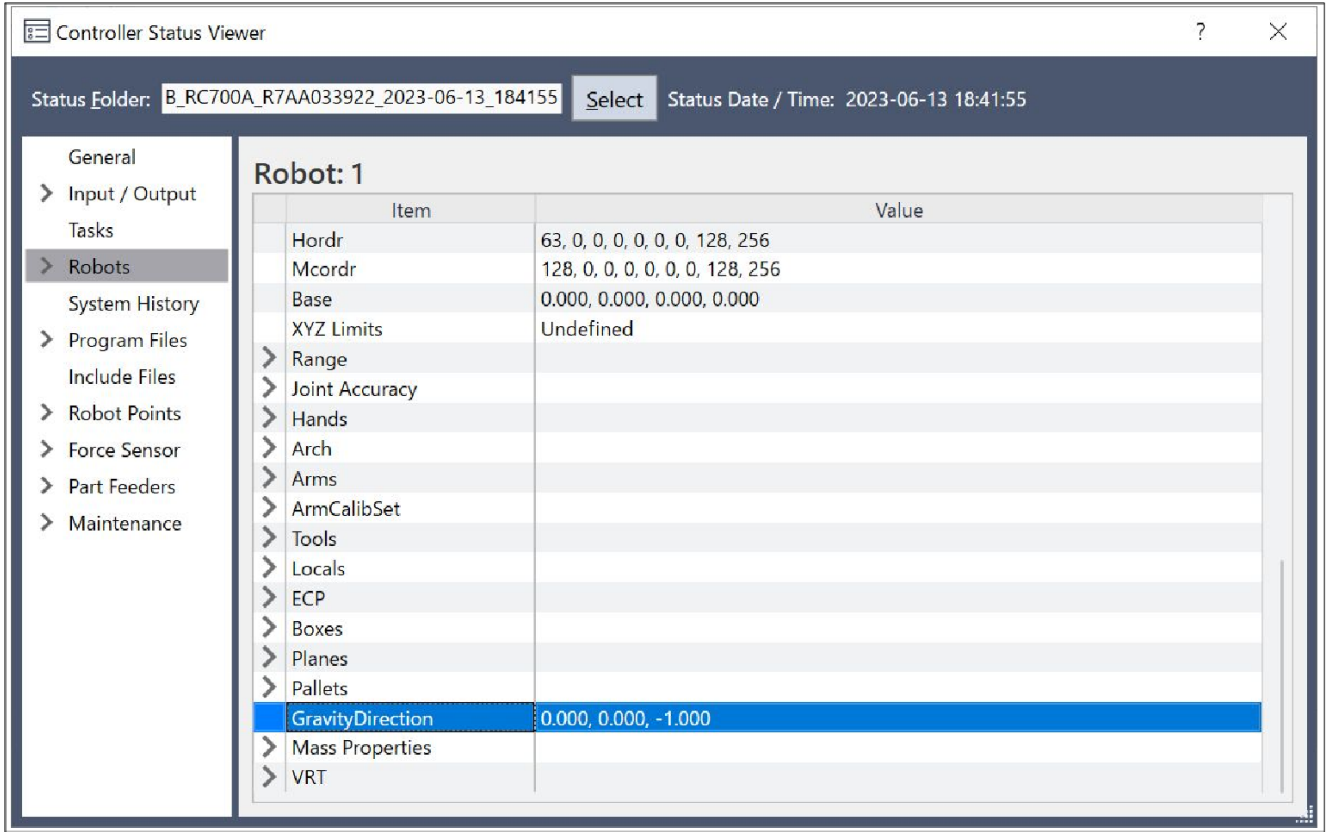 Controller Status Viewer ?
Status Folder: B_RC700A_R7AA033922_2023-06-13_184155 Select Status Date / Time: 2023-06-13 18:41:55
General
Input / Output
Tasks
Robots
System History
Program Files
Include Files
Robot Points
Force Sensor
Part Feeders
Maintenance
Robot: 1
Item Value
Hordr 63, 0, 0, 0, 0, 0, 0, 128, 256
Mcordr 128, 0, 0, 0, 0, 0, 0, 128, 256
Base 0.000, 0.000, 0.000, 0.000
XYZ Limits Undefined
Range
Joint Accuracy
Hands
Arch
Arms
ArmCalibSet
Tools
Locals
ECP
Boxes
Planes
Pallets
GravityDirection 0.000, 0.000, -1.000
Mass Properties
VRT